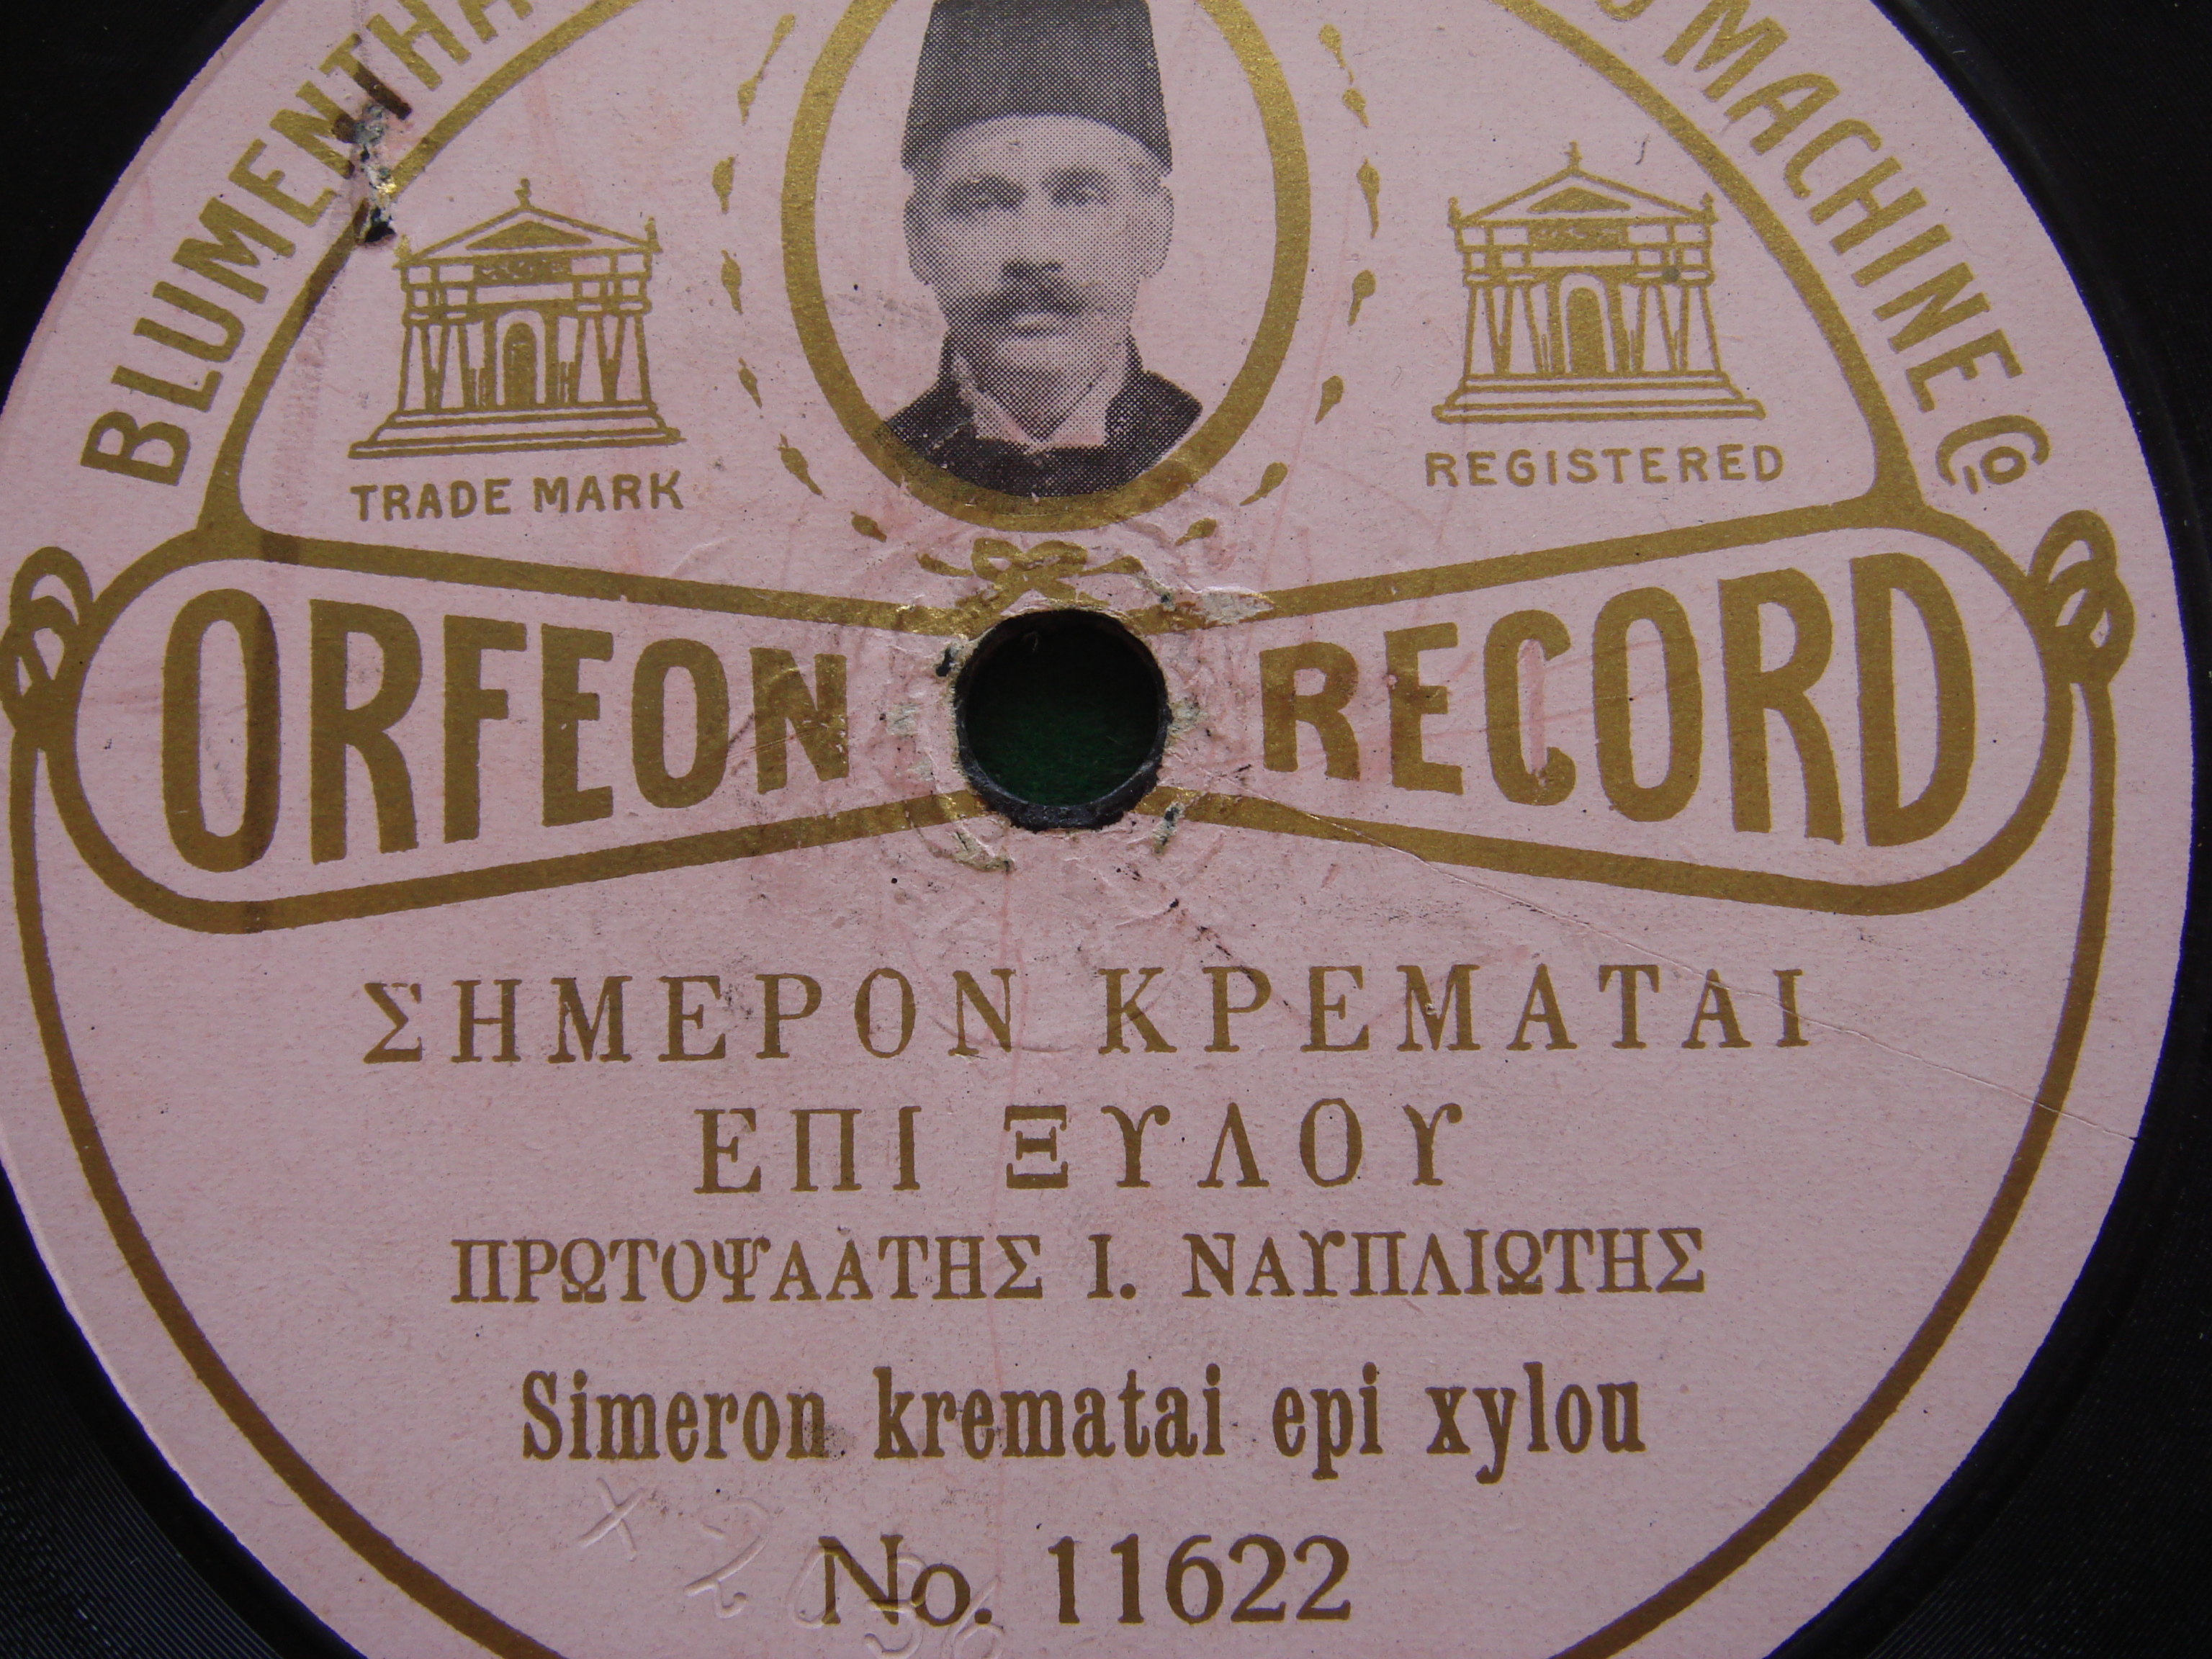 BLUMENTHA
MACHINE Co
TRADE MARK
REGISTERED
ORFEON RECORD
ΣΗΜΕΡΟΝ ΚΡΕΜΑΤΑΙ
ΕΠΙ ΞΥΛΟΥ
ΠΡΩΤΟΨΑΑΤΗΣ Ι. ΝΑΥΠΛΙΩΤΗΣ
Simeron krematai epi xylou
No. 11622